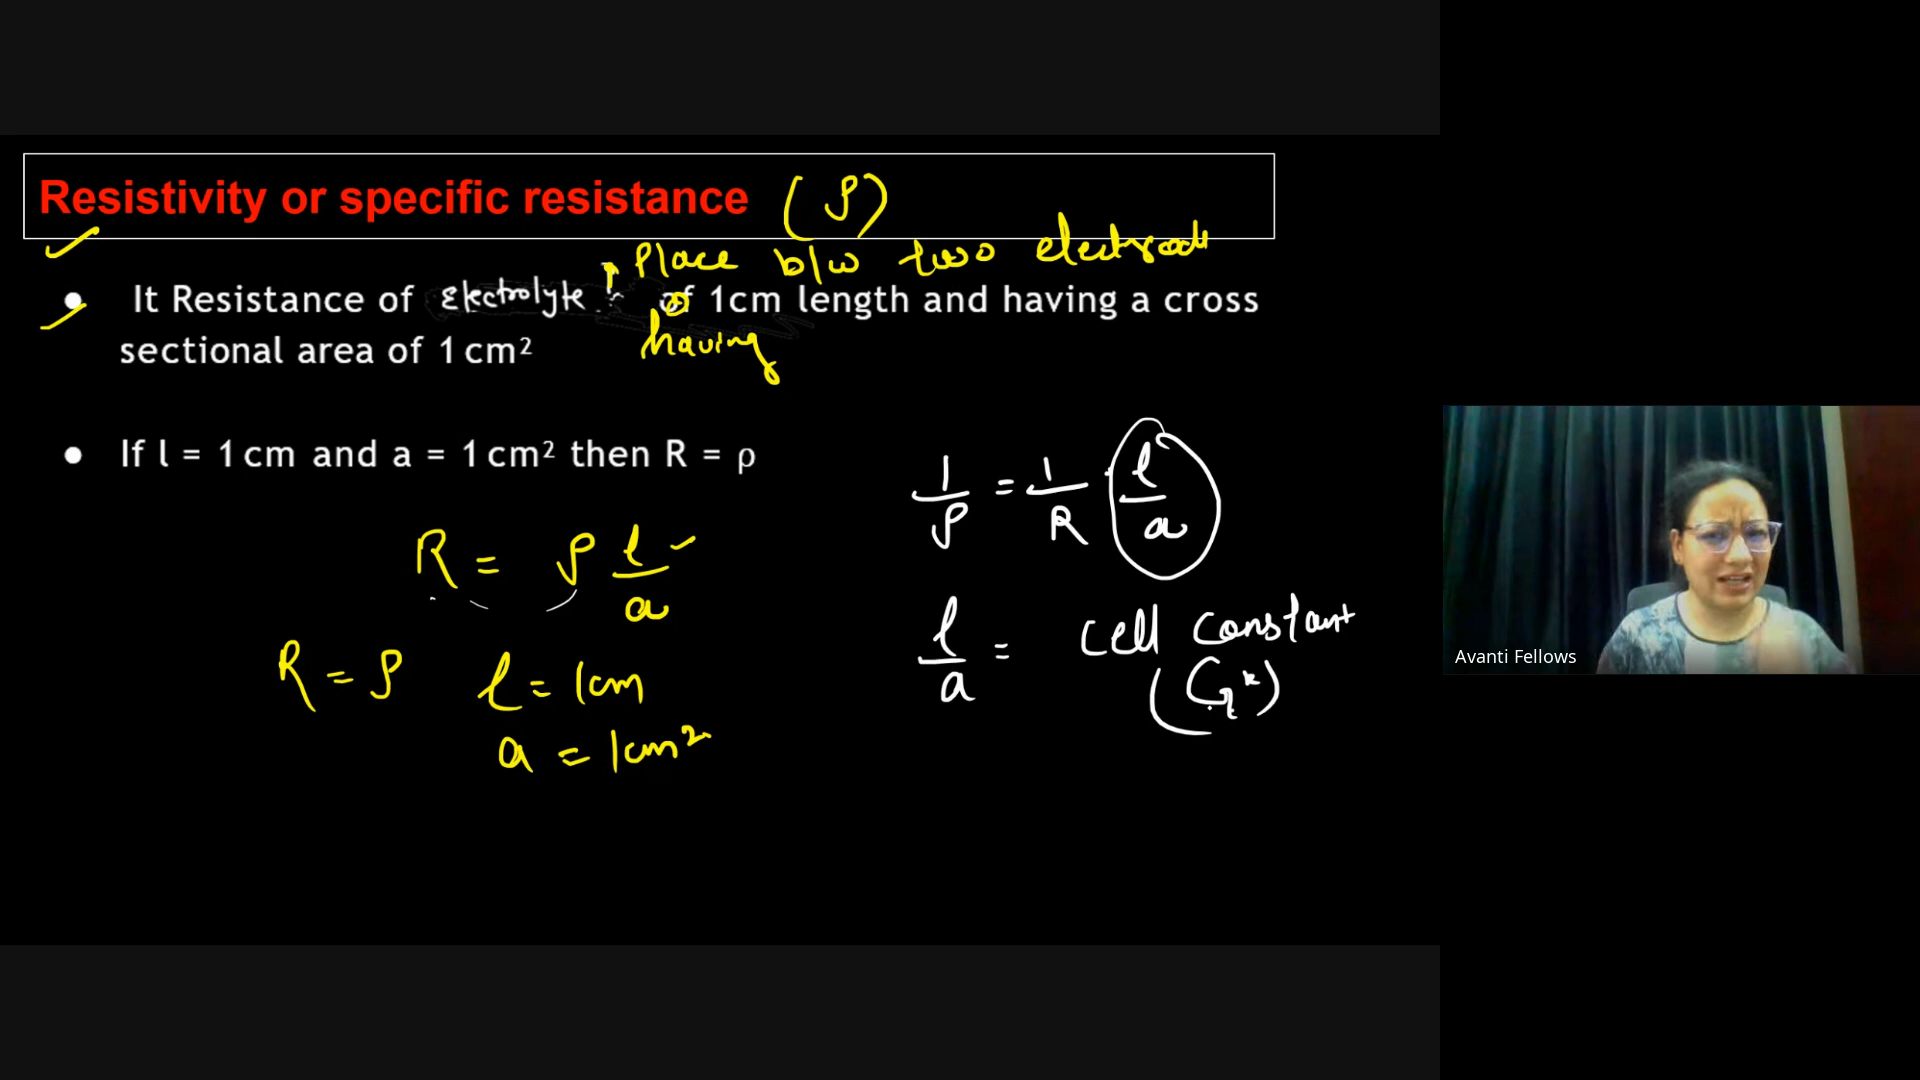 Resistivity or specific resistance (ρ)
Place b/w two electrode
It Resistance of Electrolyte of 1cm length and having a cross
having
sectional area of 1 cm²
If l = 1 cm and a = 1 cm² then R = ρ
R = ρ l/a
R = ρ l = 1cm
a = 1cm²
1/ρ = 1/R l/a
l/a = cell constant
(G*)
Avanti Fellows